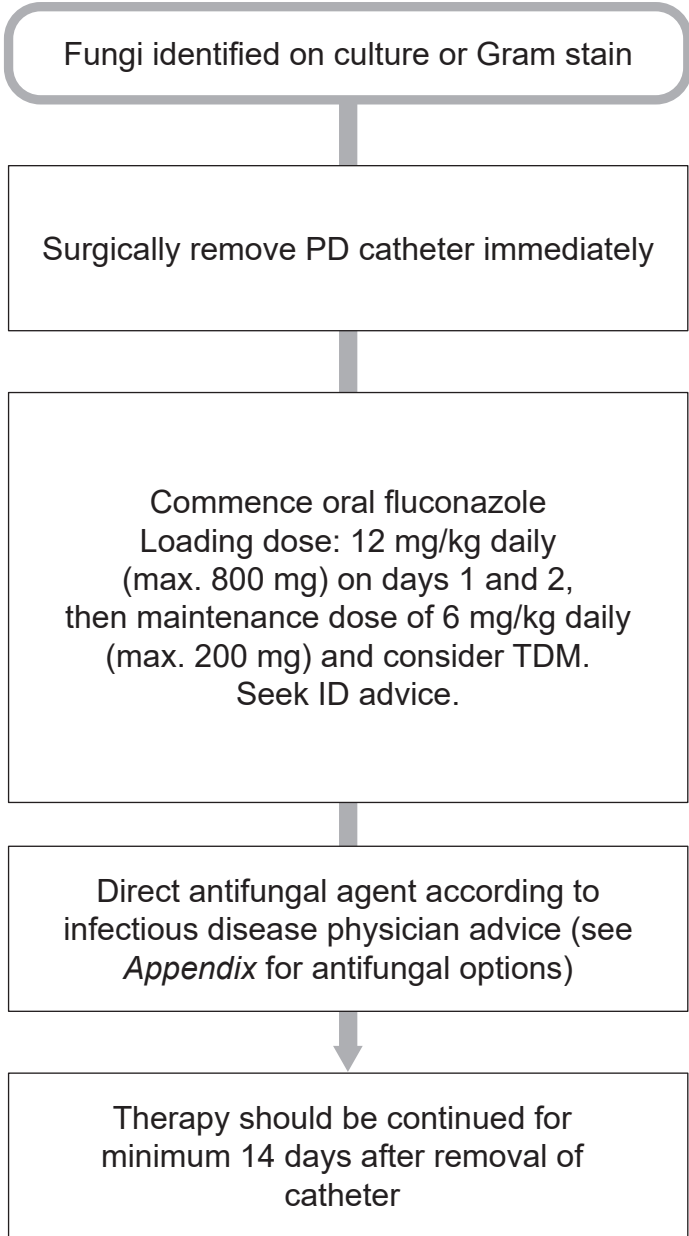 Fungi identified on culture or Gram stain
Surgically remove PD catheter immediately
Commence oral fluconazole
Loading dose: 12 mg/kg daily
(max. 800 mg) on days 1 and 2,
then maintenance dose of 6 mg/kg daily
(max. 200 mg) and consider TDM.
Seek ID advice.
Direct antifungal agent according to
infectious disease physician advice (see
Appendix for antifungal options)
Therapy should be continued for
minimum 14 days after removal of
catheter